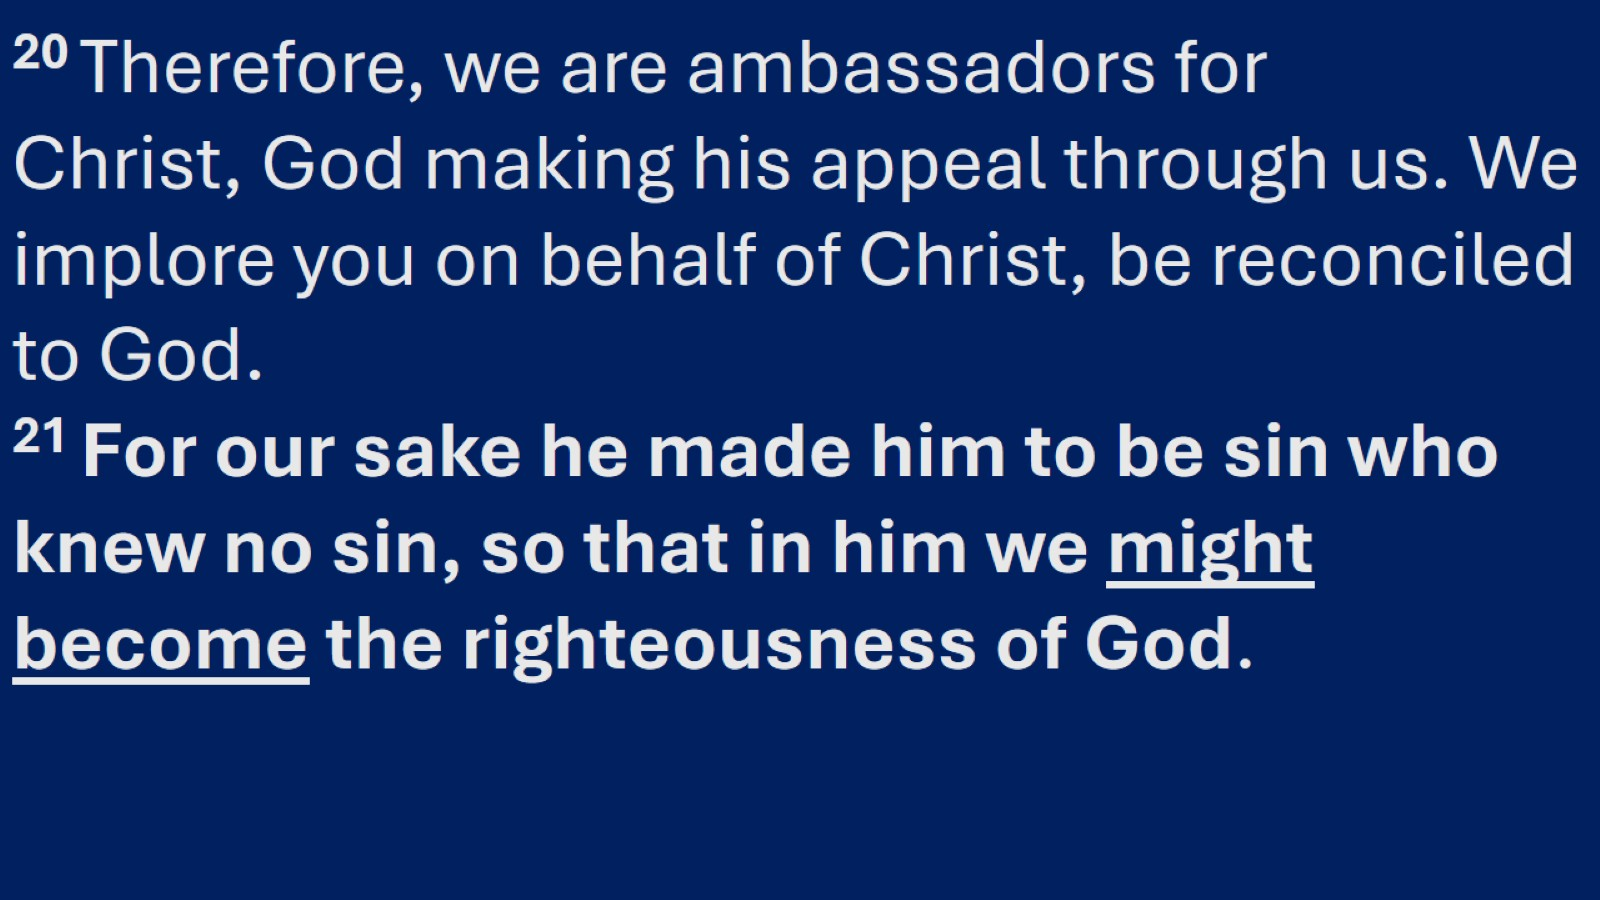 20 Therefore, we are ambassadors for
Christ, God making his appeal through us. We
implore you on behalf of Christ, be reconciled
to God.
21 For our sake he made him to be sin who
knew no sin, so that in him we might
become the righteousness of God.